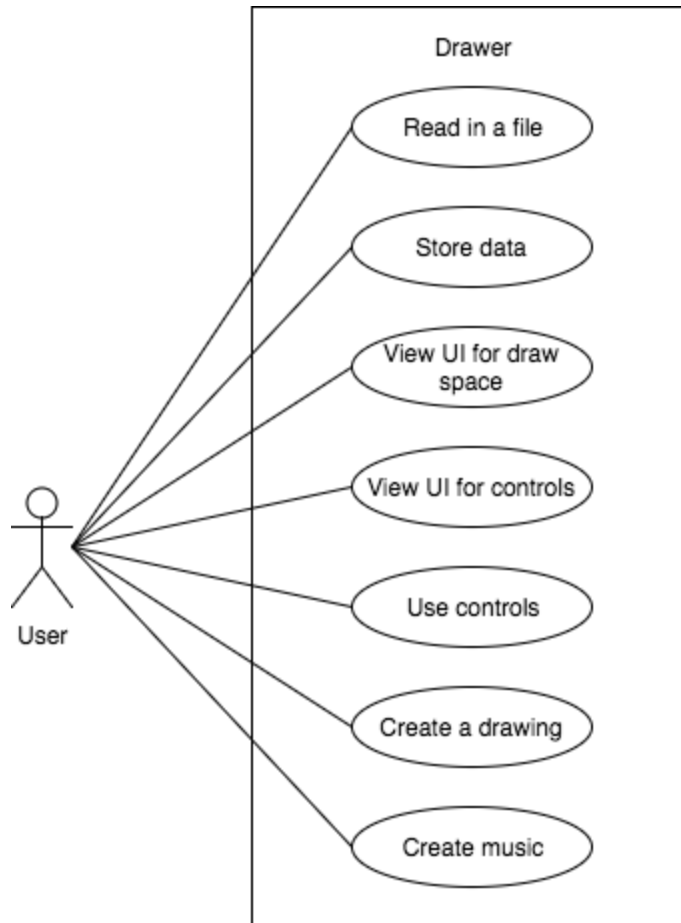 Drawer
Read in a file
Store data
View UI for draw
space
View UI for controls
Use controls
User
Create a drawing
Create music